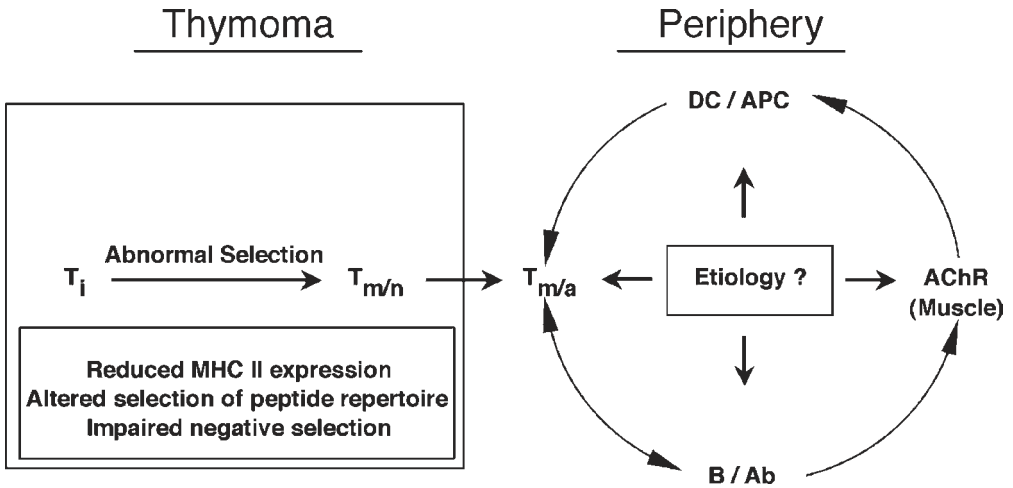 Thymoma
Periphery
DC / APC
Abnormal Selection
Ti
Tm/n
Tm/a
Etiology ?
AChR
(Muscle)
Reduced MHC II expression
Altered selection of peptide repertoire
Impaired negative selection
B / Ab